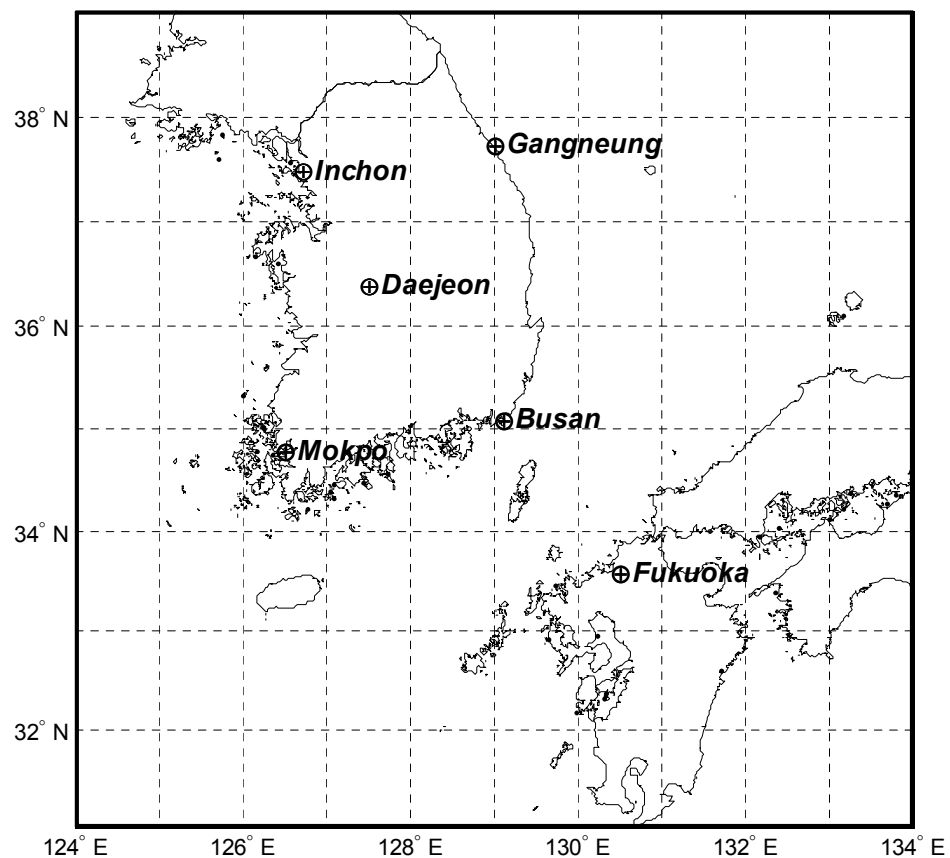 38° N
Gangneung
Inchon
Daejeon
36° N
Busan
Mokpo
34° N
Fukuoka
32° N
124° E
126° E
128° E
130° E
132° E
134° E